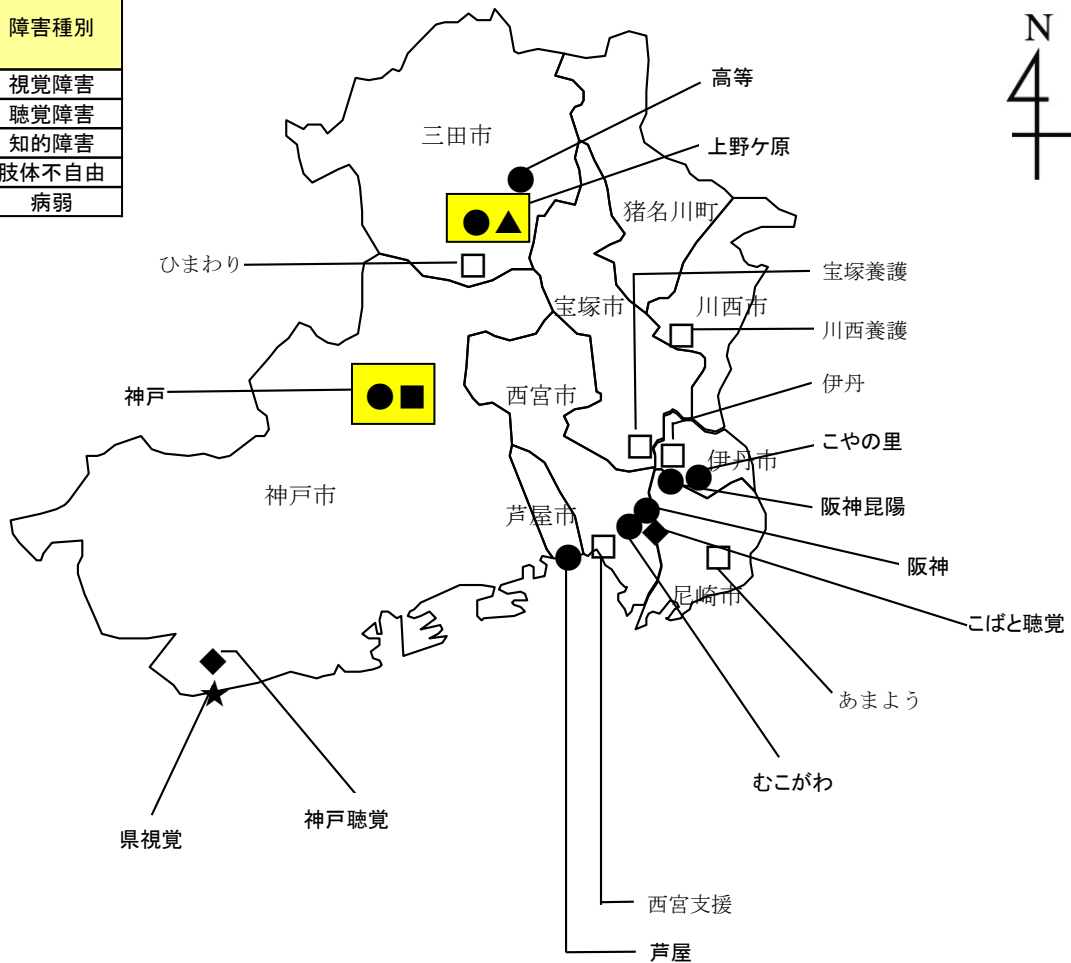 障害種別
視覚障害
聴覚障害
知的障害
肢体不自由
病弱
N
高等
三田市
上野ケ原
猪名川町
ひまわり
宝塚養護
宝塚市
川西市
川西養護
伊丹
神戸
西宮市
こやの里
伊丹市
神戸市
阪神昆陽
芦屋市
阪神
尼崎市
こばと聴覚
あまよう
むこがわ
神戸聴覚
県視覚
西宮支援
芦屋